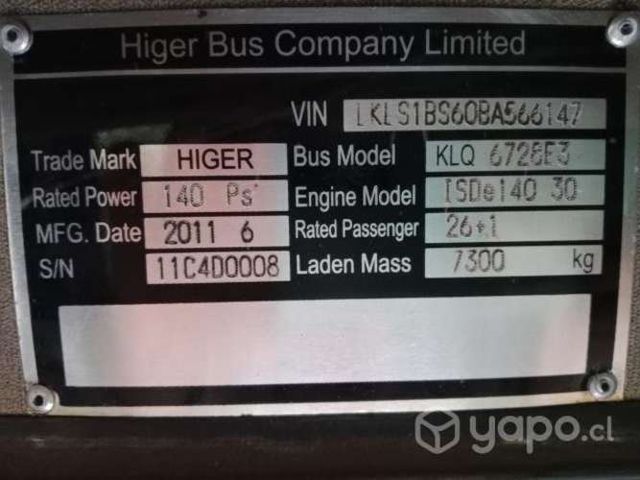 Higer Bus Company Limited
VIN LKLS1BS60BA566147
Trade Mark HIGER Bus Model KLQ 6728E3
Rated Power 140 Ps Engine Model ISDe140 30
MFG. Date 2011 6 Rated Passenger 26+1
S/N 11C4D0008 Laden Mass 7300 kg
yapo.cl